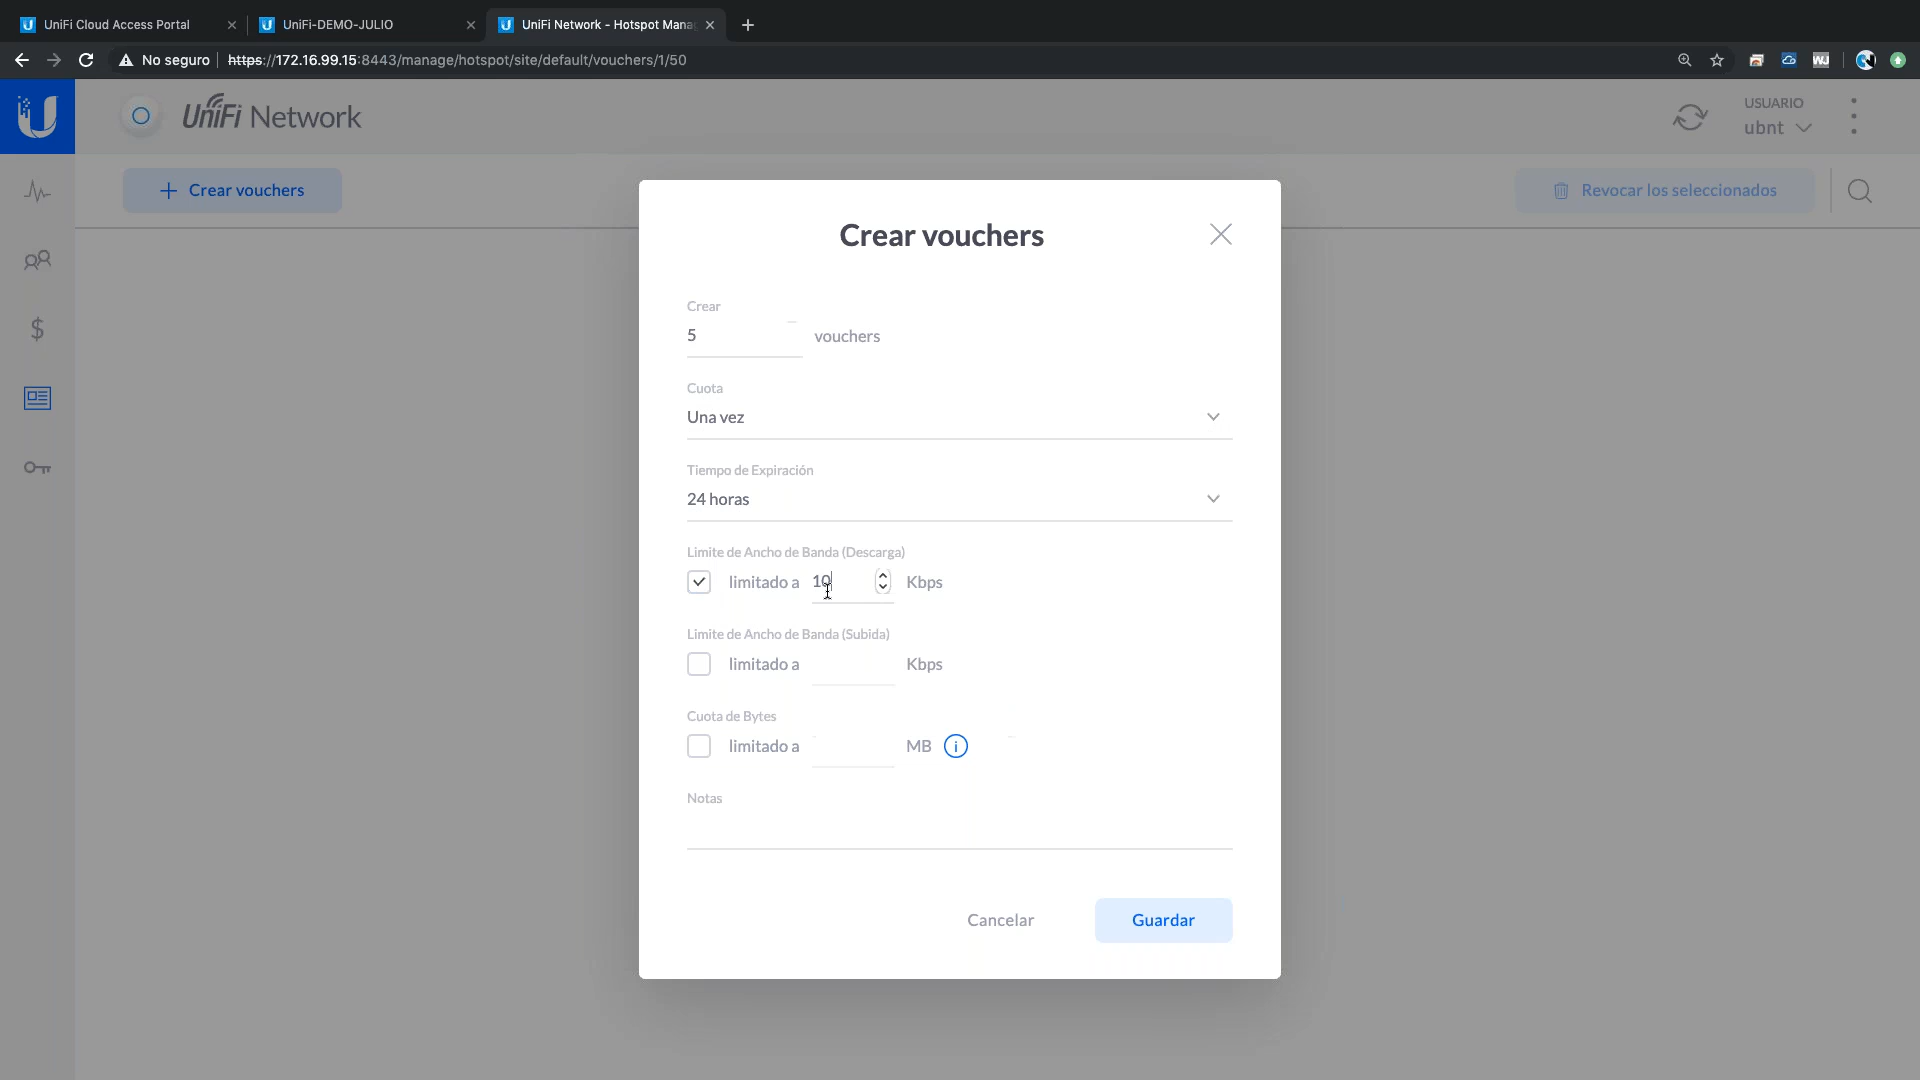 UniFi Cloud Access Portal
UniFi-DEMO-JULIO
UniFi Network - Hotspot Mana
No seguro
https://172.16.99.15:8443/manage/hotspot/site/default/vouchers/1/50
UniFi Network
USUARIO
ubnt
Crear vouchers
Revocar los seleccionados
Crear vouchers
Crear
5 vouchers
Cuota
Una vez
Tiempo de Expiración
24 horas
Limite de Ancho de Banda (Descarga)
limitado a 10 Kbps
Limite de Ancho de Banda (Subida)
limitado a Kbps
Cuota de Bytes
limitado a MB
Notas
Cancelar Guardar